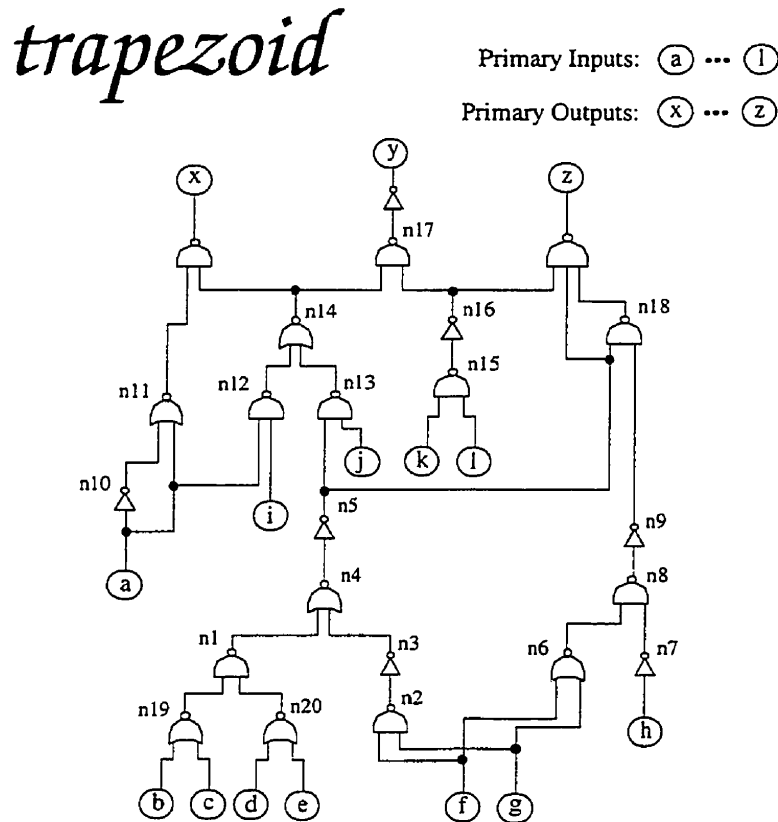 trapezoid
Primary Inputs: a ••• l
Primary Outputs: x ••• z
y
x
z
n17
n14
n16
n18
n11
n12
n13
n15
n10
j
k
l
i
n5
n9
a
n4
n8
n1
n3
n6
n7
n2
n19
n20
h
b
c
d
e
f
g